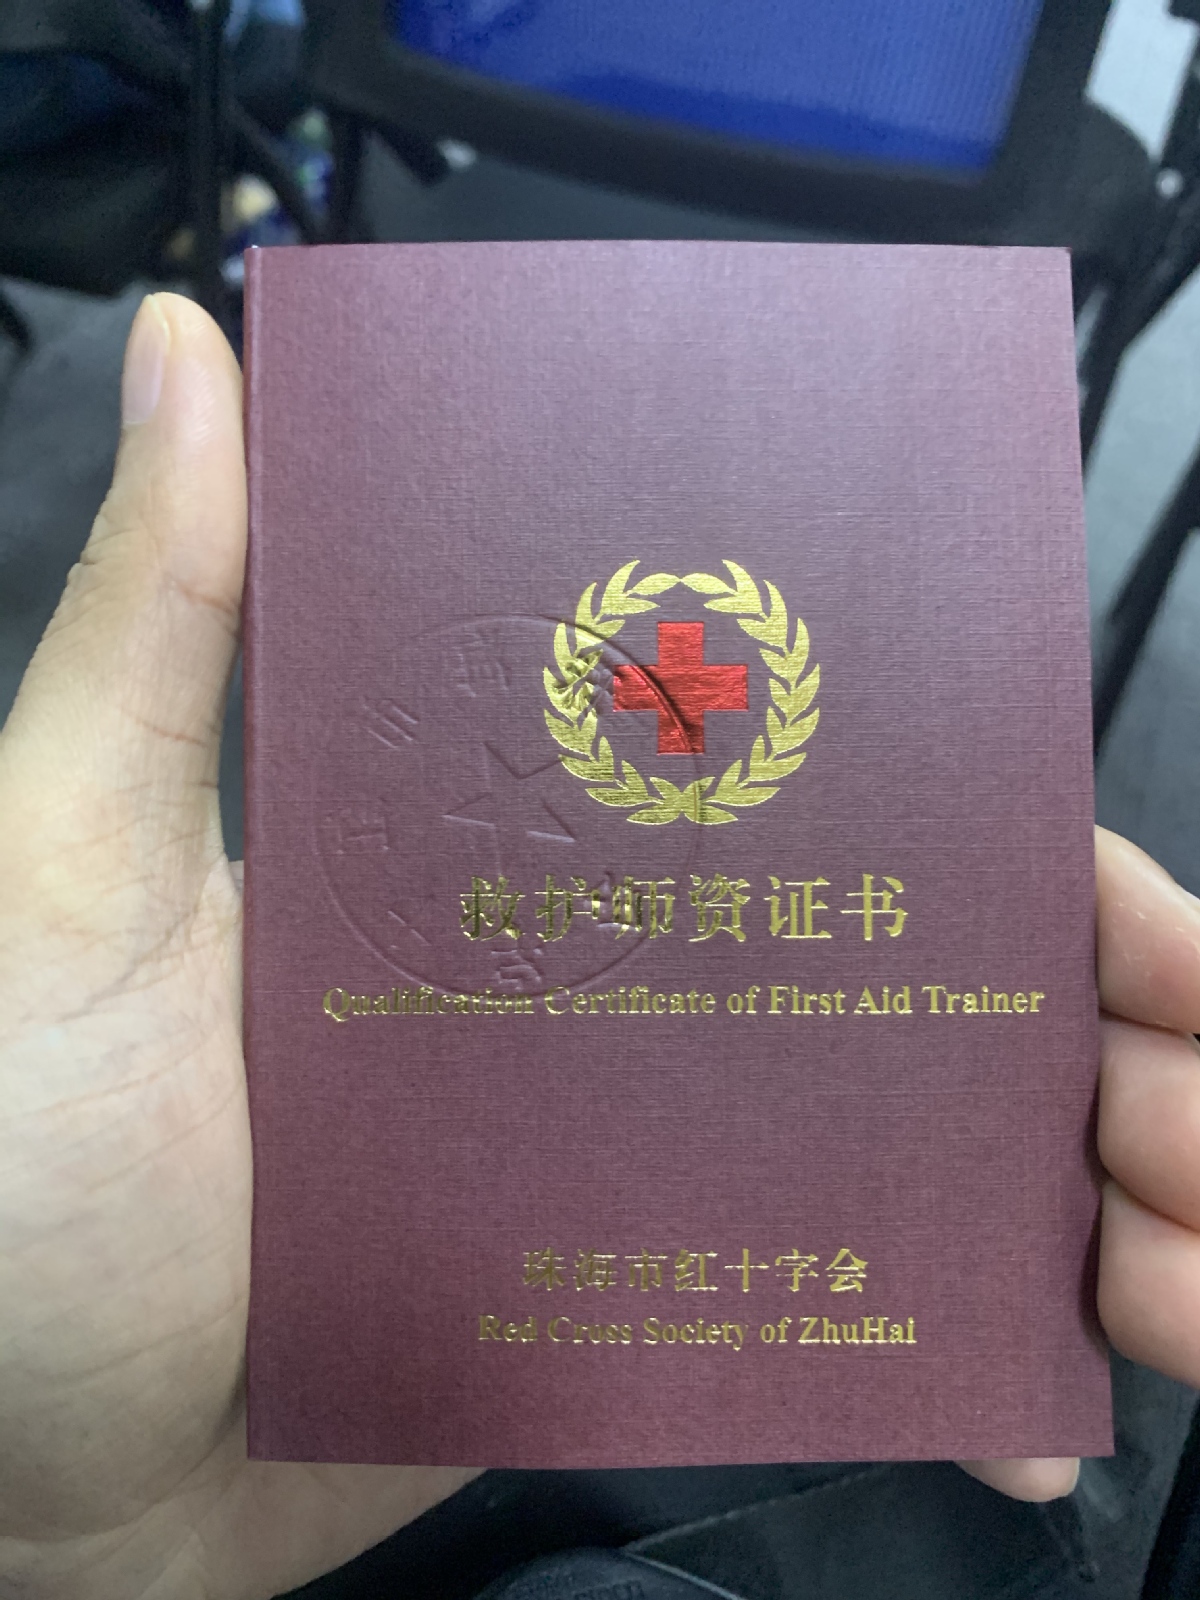 救护师资证书
Qualification Certificate of First Aid Trainer
珠海市红十字会
Red Cross Society of ZhuHai